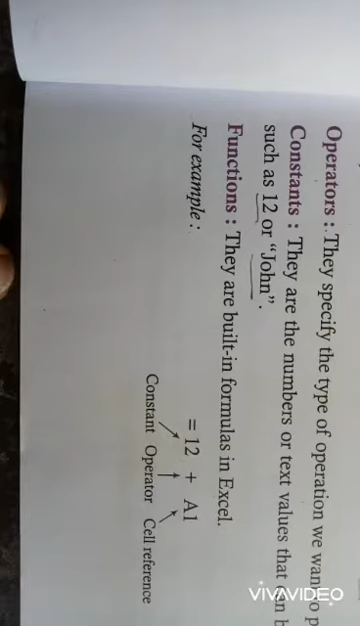 Operators : They specify the type of operation we want to
Constants : They are the numbers or text values that can
such as 12 or “John”.
Functions : They are built-in formulas in Excel.
For example :
= 12 + A1
Constant Operator Cell reference
VIVAVIDEO